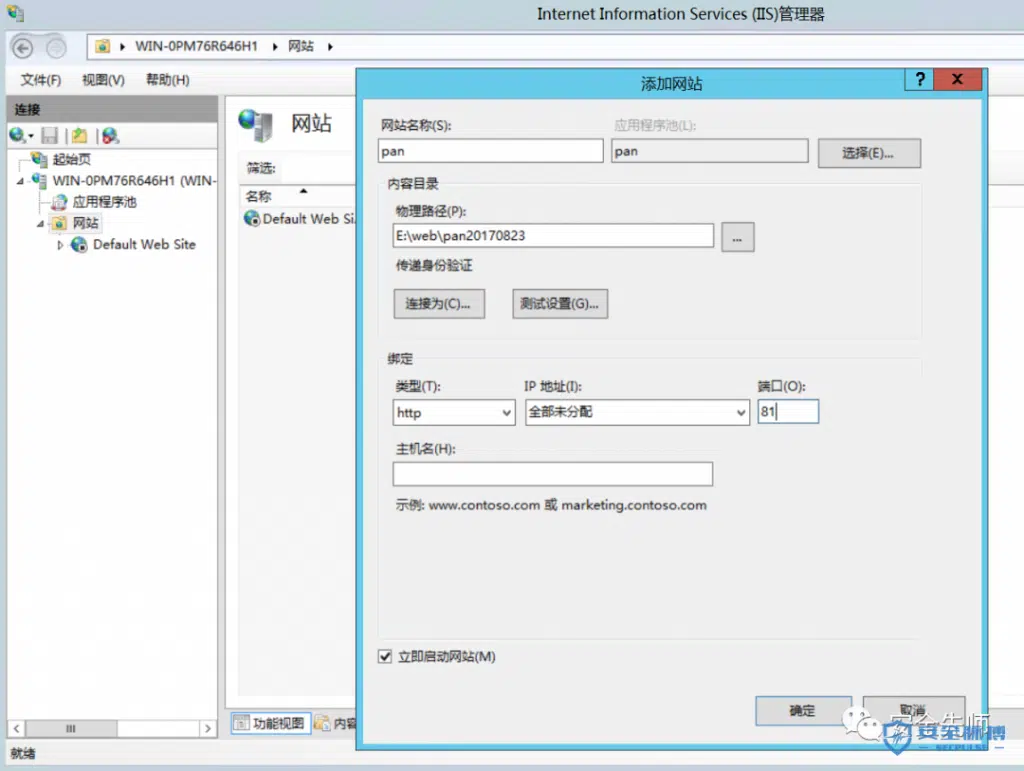 Internet Information Services (IIS)管理器
WIN-0PM76R646H1 网站
文件(F) 视图(V) 帮助(H)
连接
起始页
WIN-0PM76R646H1 (WIN-
应用程序池
网站
Default Web Site
网站
筛选:
名称
Default Web Si
功能视图 内容
就绪
添加网站
? X
网站名称(S): 应用程序池(L):
pan pan 选择(E)...
内容目录
物理路径(P):
E:\web\pan20170823 ...
传递身份验证
连接为(C)... 测试设置(G)...
绑定
类型(T): IP 地址(I): 端口(O):
http 全部未分配 81
主机名(H):
示例: www.contoso.com 或 marketing.contoso.com
立即启动网站(M)
确定 取消
安全脉搏